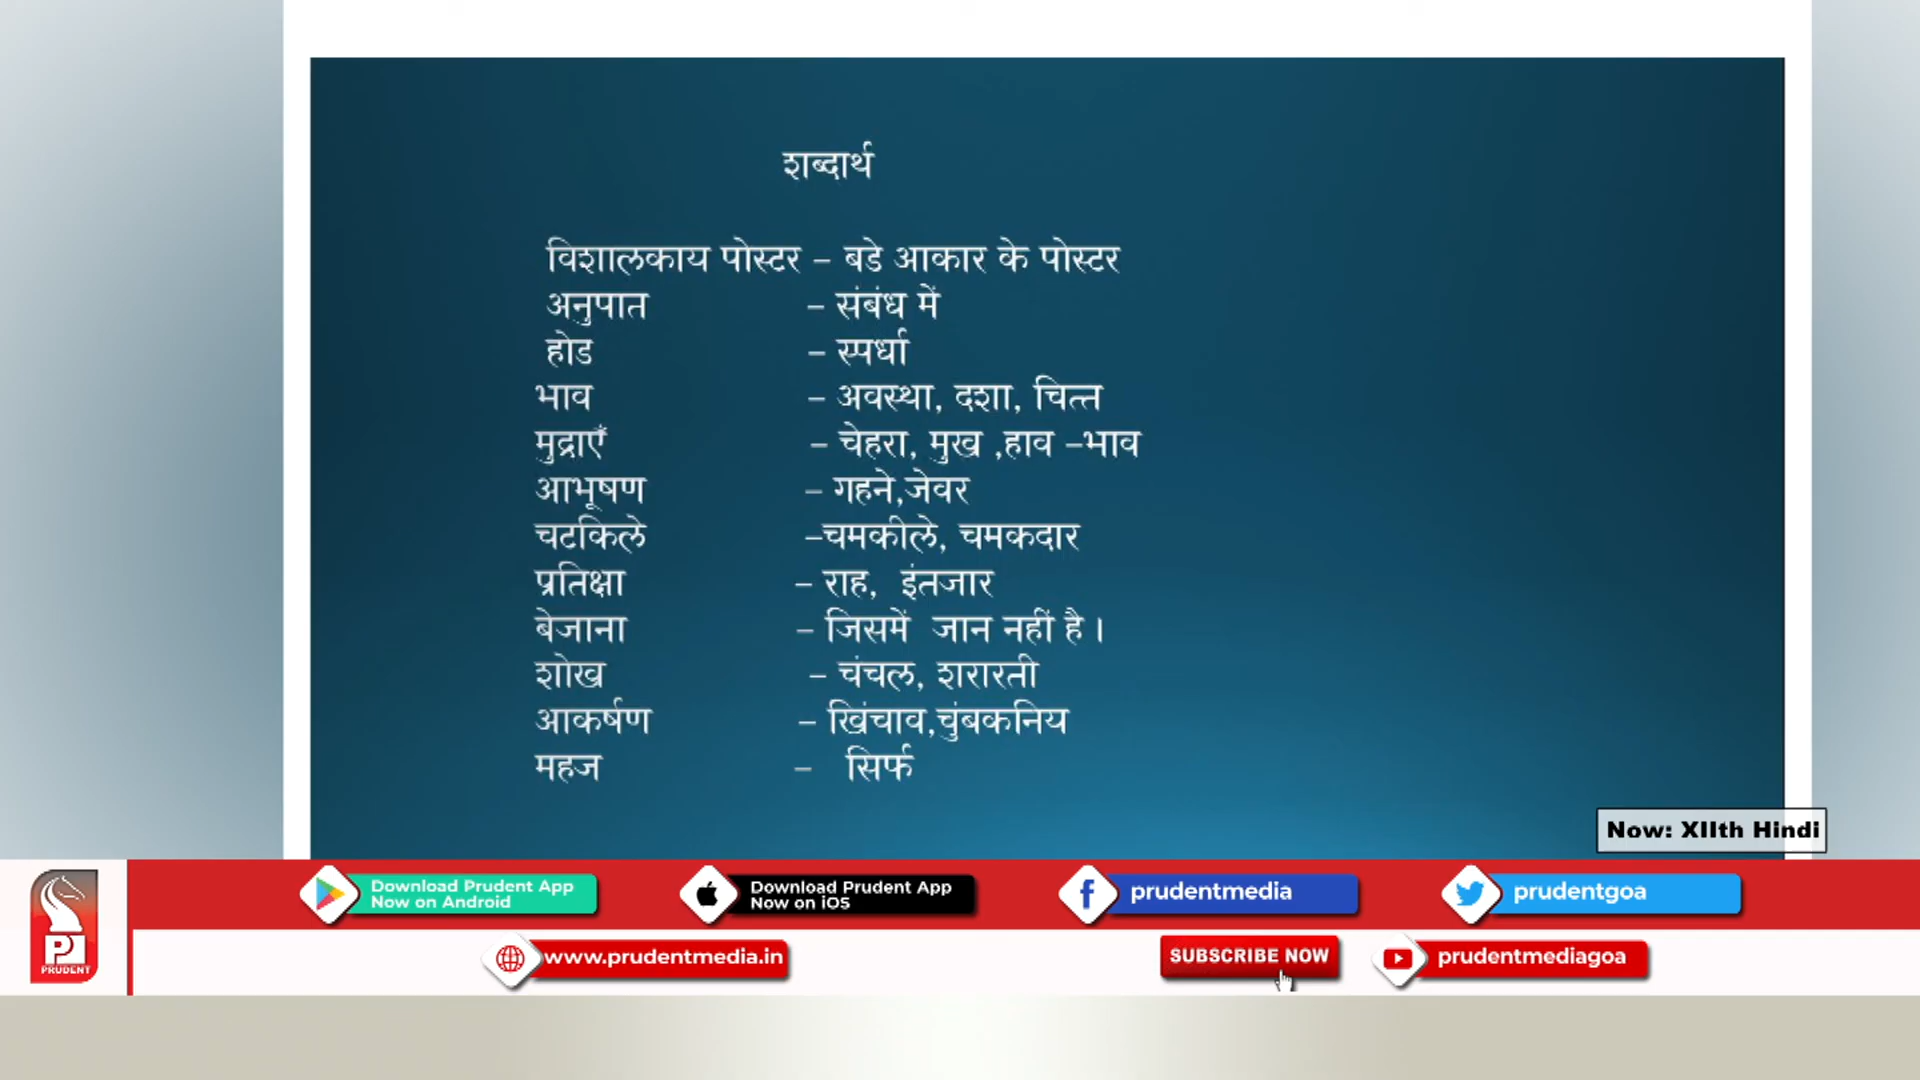 शब्दार्थ
विशालकाय पोस्टर – बडे आकार के पोस्टर
अनुपात – संबंध में
होड – स्पर्धा
भाव – अवस्था, दशा, चित्त
मुद्राएँ – चेहरा, मुख ,हाव –भाव
आभूषण – गहने,जेवर
चटकिले –चमकीले, चमकदार
प्रतिक्षा – राह, इंतजार
बेजाना – जिसमें जान नहीं है ।
शोख – चंचल, शरारती
आकर्षण – खिंचाव,चुंबकनिय
महज – सिर्फ
Now: XIIth Hindi
Download Prudent App
Now on Android
Download Prudent App
Now on iOS
prudentmedia
prudentgoa
PRUDENT
www.prudentmedia.in
SUBSCRIBE NOW
prudentmediagoa